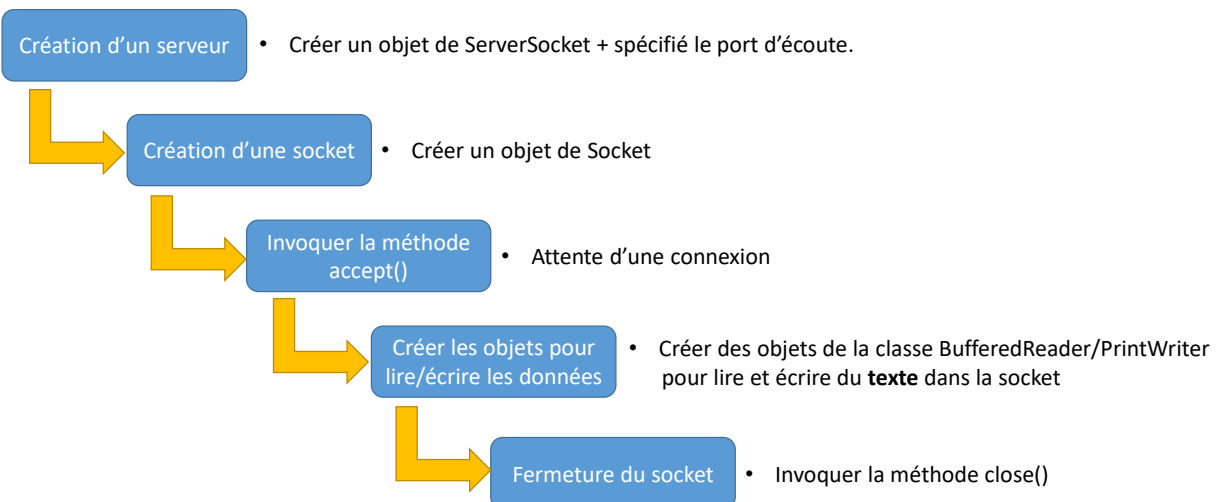 Création d'un serveur
• Créer un objet de ServerSocket + spécifié le port d'écoute.
Création d'une socket
• Créer un objet de Socket
Invoquer la méthode
accept()
• Attente d'une connexion
Créer les objets pour
lire/écrire les données
• Créer des objets de la classe BufferedReader/PrintWriter
pour lire et écrire du texte dans la socket
Fermeture du socket
• Invoquer la méthode close()